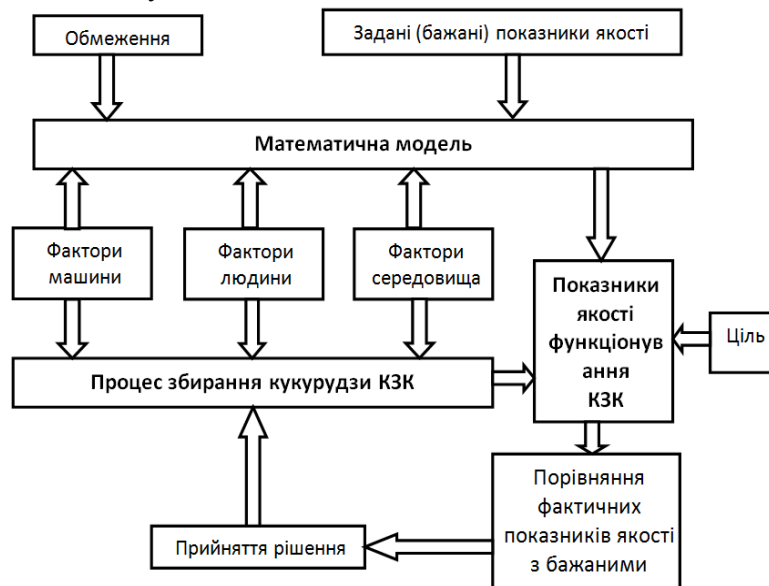 Обмеження
Задані (бажані) показники якості
Математична модель
Фактори
машини
Фактори
людини
Фактори
середовища
Показники
якості
функціонув
ання
КЗК
Ціль
Процес збирання кукурудзи КЗК
Порівняння
фактичних
показників якості
з бажаними
Прийняття рішення